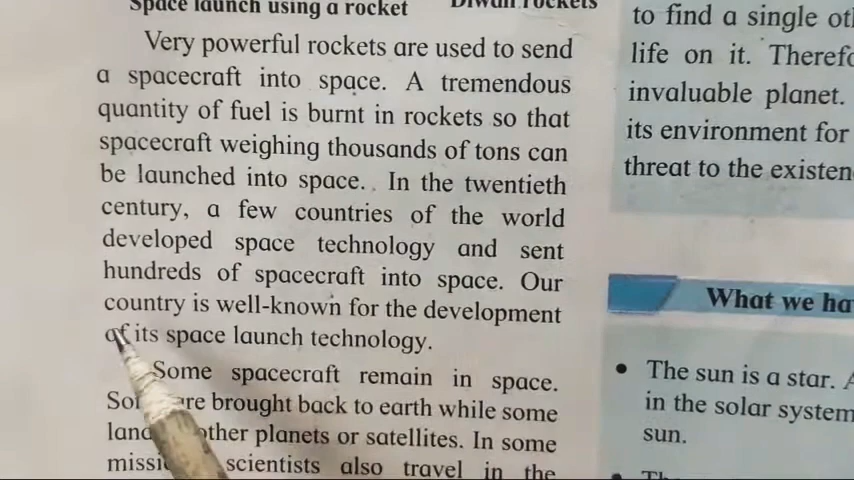 Space launch using a rocket
Diwali rockets
Very powerful rockets are used to send
a spacecraft into space. A tremendous
quantity of fuel is burnt in rockets so that
spacecraft weighing thousands of tons can
be launched into space. In the twentieth
century, a few countries of the world
developed space technology and sent
hundreds of spacecraft into space. Our
country is well-known for the development
of its space launch technology.
Some spacecraft remain in space.
are brought back to earth while some
other planets or satellites. In some
scientists also travel in the
to find a single
life on it.
invaluable planet.
its environment for
threat to the
What we
The sun is a star.
in the solar system
sun.